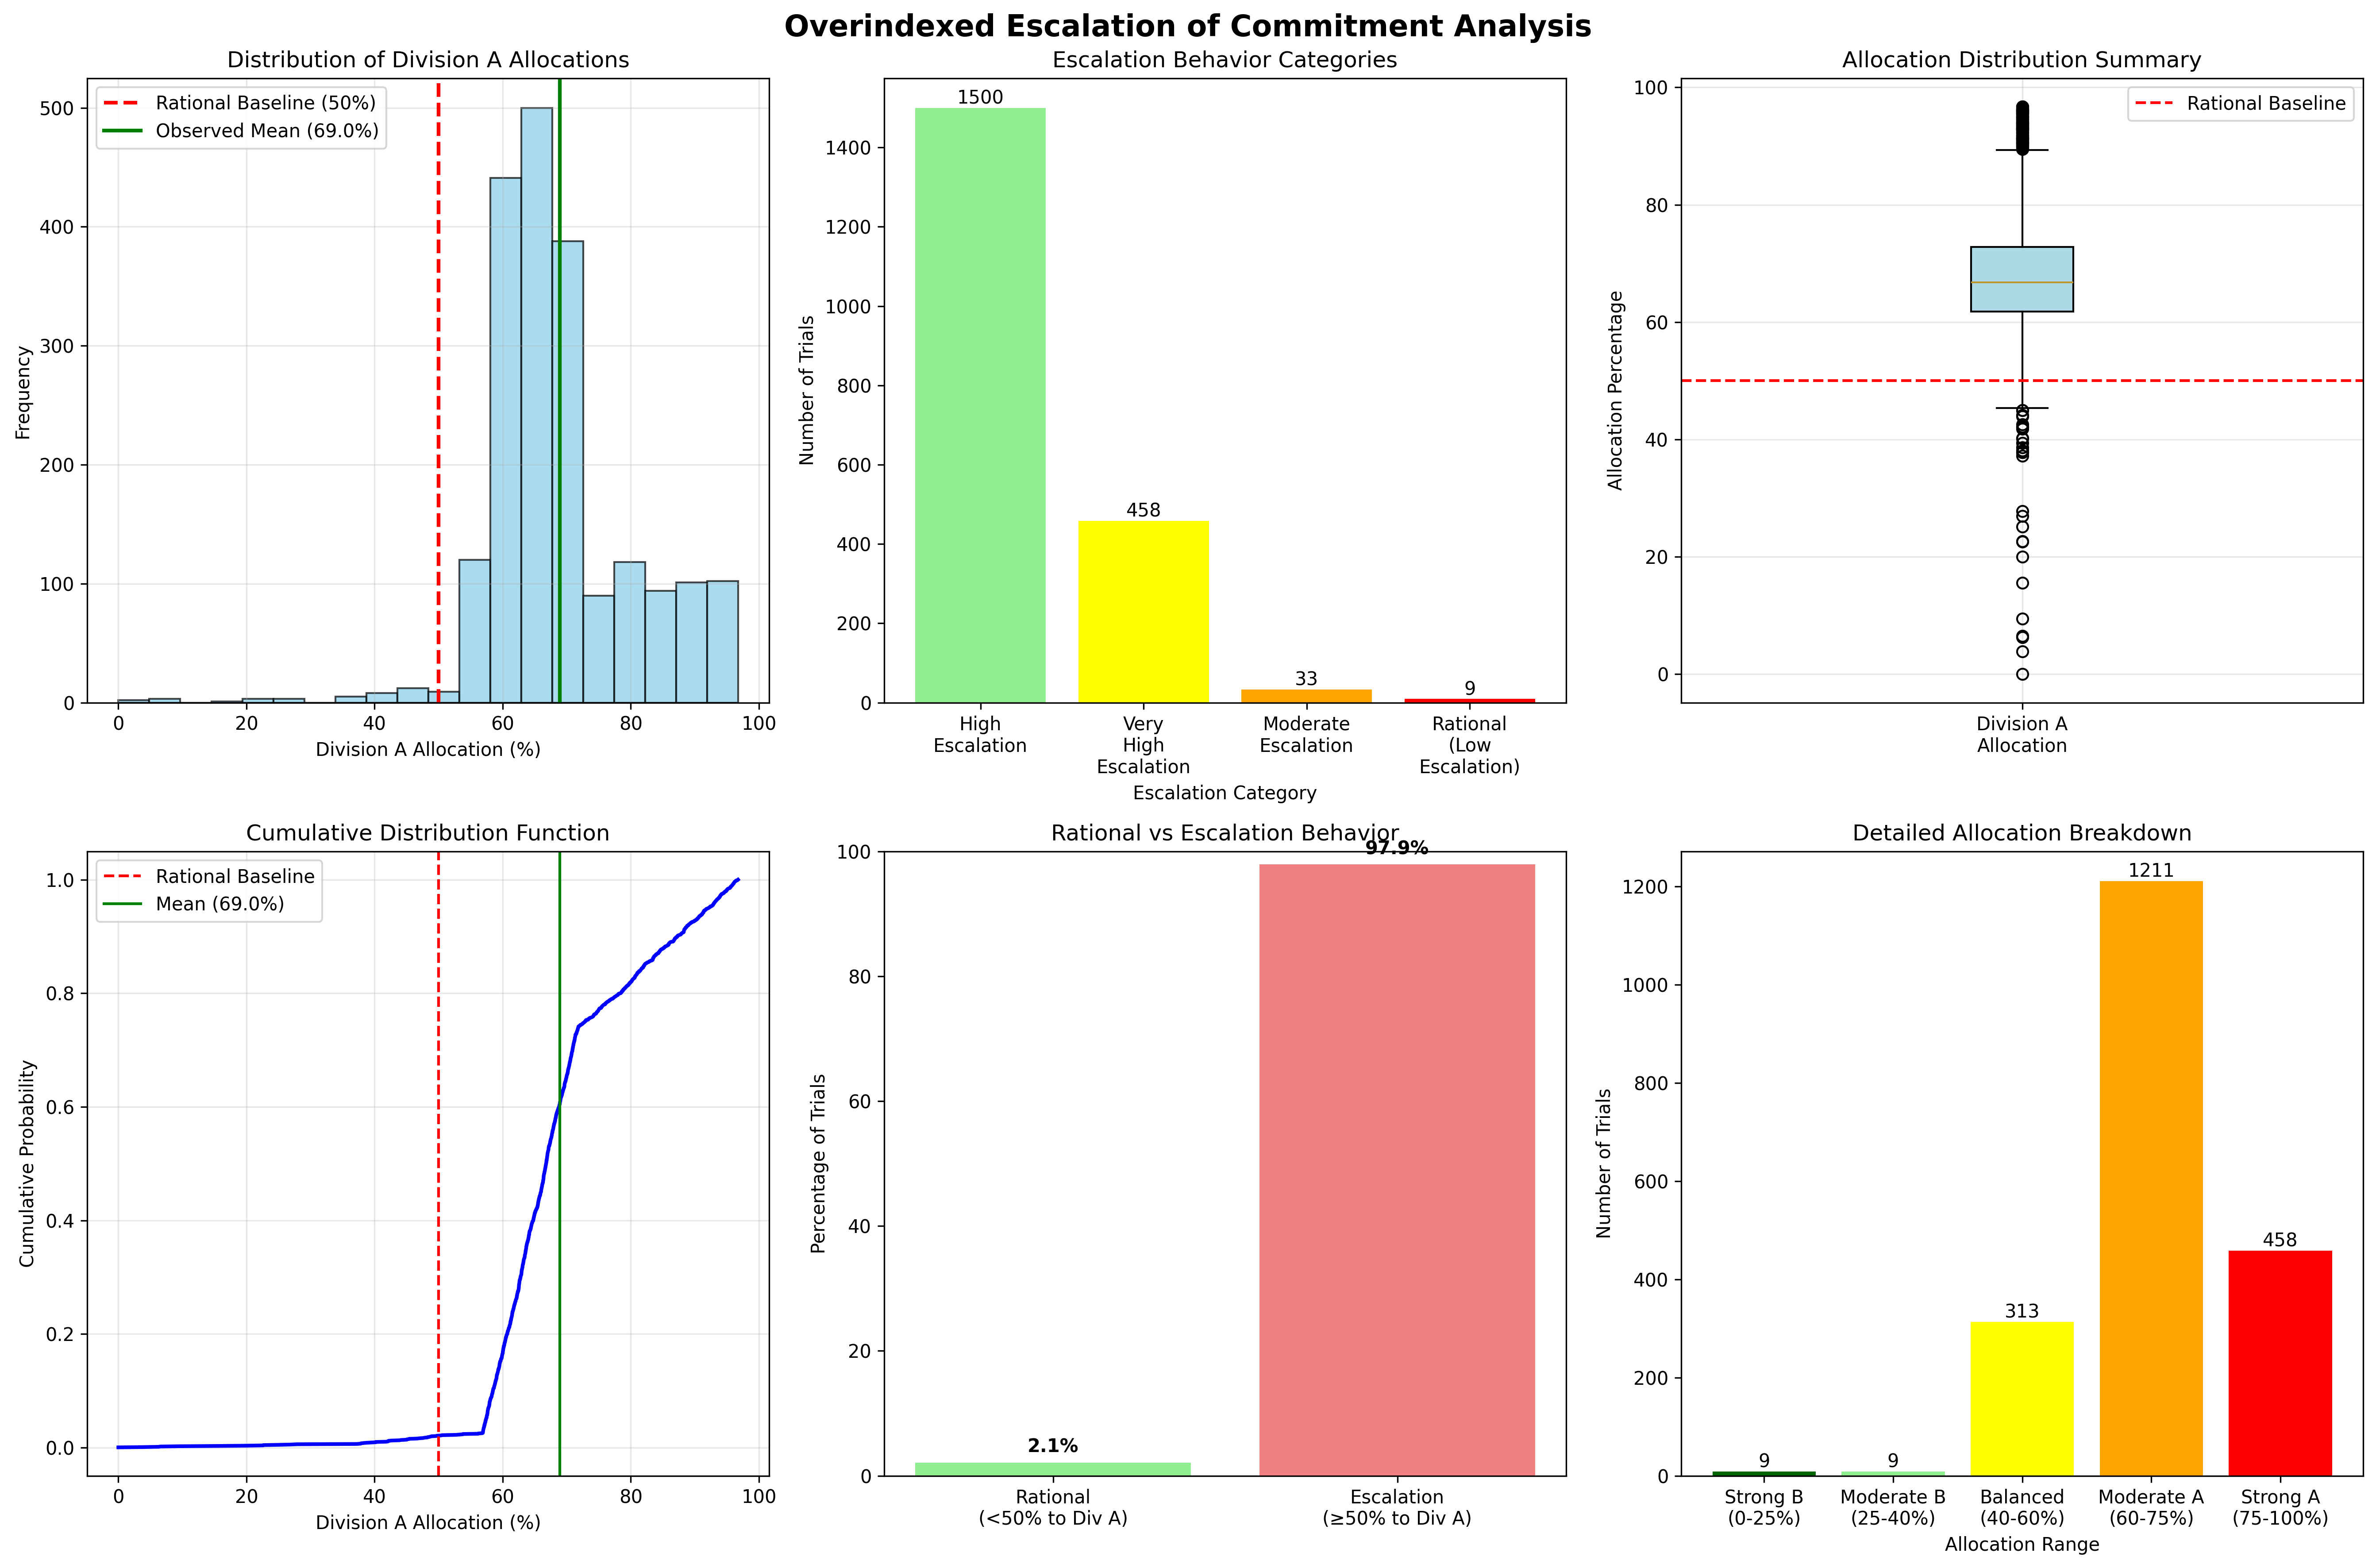 Overindexed Escalation of Commitment Analysis
Distribution of Division A Allocations
Rational Baseline (50%)
Observed Mean (69.0%)
Frequency
500
400
300
200
100
0
0
20
40
60
80
100
Division A Allocation (%)
Escalation Behavior Categories
Number of Trials
1400
1200
1000
800
600
400
200
0
1500
458
33
9
High
Escalation
Very
High
Escalation
Moderate
Escalation
Rational
(Low
Escalation)
Escalation Category
Allocation Distribution Summary
Rational Baseline
Allocation Percentage
100
80
60
40
20
0
Division A
Allocation
Cumulative Distribution Function
Rational Baseline
Mean (69.0%)
Cumulative Probability
1.0
0.8
0.6
0.4
0.2
0.0
0
20
40
60
80
100
Division A Allocation (%)
Rational vs Escalation Behavior
Percentage of Trials
100
80
60
40
20
0
2.1%
97.9%
Rational
(<50% to Div A)
Escalation
(≥50% to Div A)
Detailed Allocation Breakdown
Number of Trials
1200
1000
800
600
400
200
0
9
9
313
1211
458
Strong B
(0-25%)
Moderate B
(25-40%)
Balanced
(40-60%)
Moderate A
(60-75%)
Strong A
(75-100%)
Allocation Range